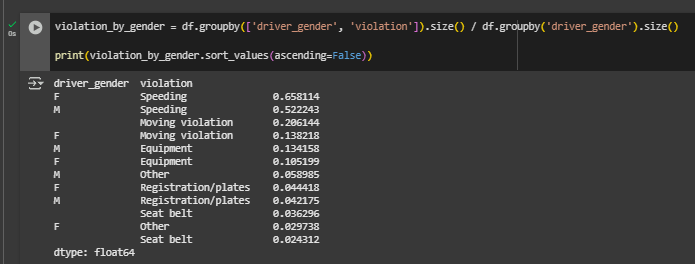 violation_by_gender = df.groupby(['driver_gender', 'violation']).size() / df.groupby('driver_gender').size()
0s
print(violation_by_gender.sort_values(ascending=False))
driver_gender  violation
F              Speeding               0.658114
M              Speeding               0.522243
               Moving violation       0.206144
F              Moving violation       0.138218
M              Equipment              0.134158
F              Equipment              0.105199
M              Other                  0.058985
F              Registration/plates    0.044418
M              Registration/plates    0.042175
               Seat belt              0.036296
F              Other                  0.029738
               Seat belt              0.024312
dtype: float64